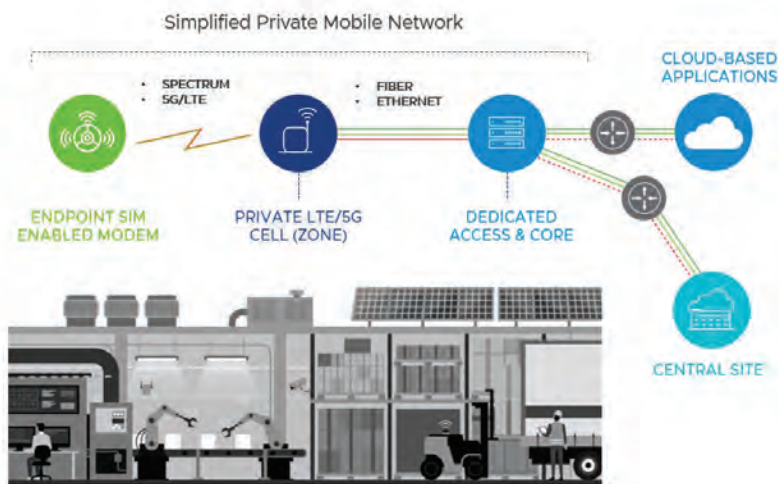 Simplified Private Mobile Network
• SPECTRUM
• 5G/LTE
• FIBER
• ETHERNET
CLOUD-BASED
APPLICATIONS
ENDPOINT SIM
ENABLED MODEM
PRIVATE LTE/5G
CELL (ZONE)
DEDICATED
ACCESS & CORE
CENTRAL SITE